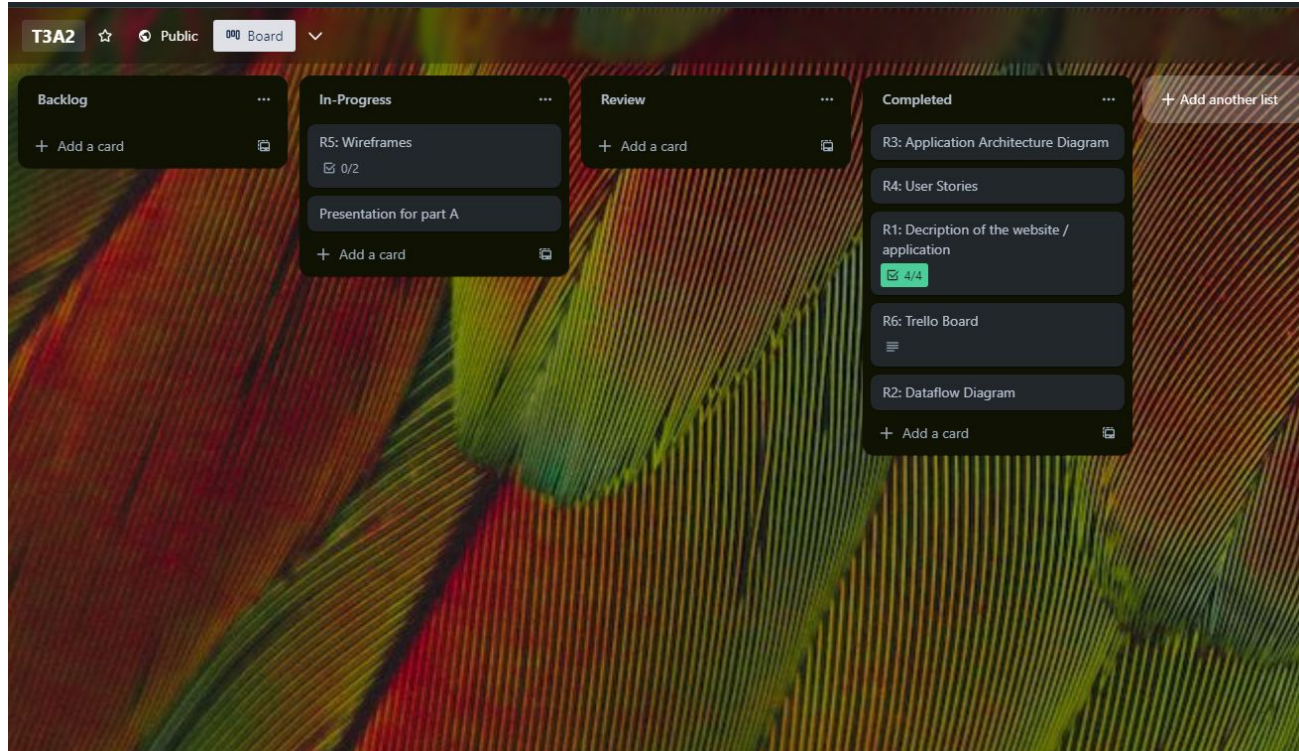 T3A2 Public Board
Backlog
+ Add a card
In-Progress
R5: Wireframes
0/2
Presentation for part A
+ Add a card
Review
+ Add a card
Completed
R3: Application Architecture Diagram
R4: User Stories
R1: Decription of the website /
application
4/4
R6: Trello Board
R2: Dataflow Diagram
+ Add a card
+ Add another list